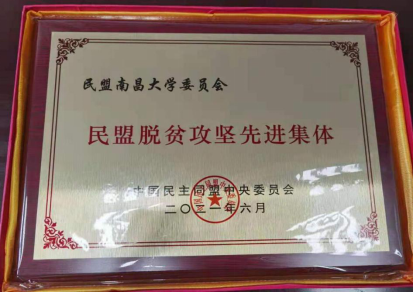 民盟南昌大学委员会
民盟脱贫攻坚先进集体
中国民主同盟中央委员会
二〇二一年六月